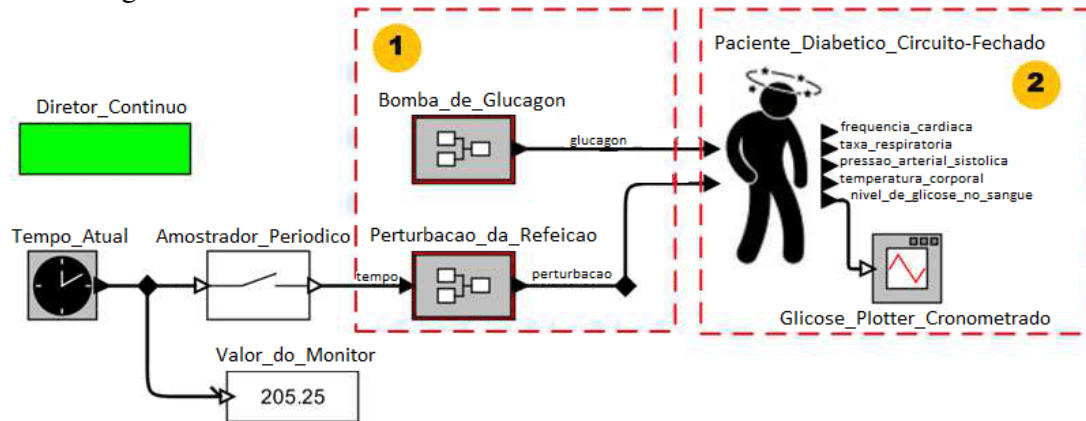 1
2
Paciente_Diabetico_Circuito-Fechado
Diretor_Continuo
Bomba_de_Glucagon
glucagon
frequencia_cardiaca
taxa_respiratoria
pressao_arterial_sistolica
temperatura_corporal
nivel_de_glicose_no_sangue
Tempo_Atual
Amostrador_Periodico
Perturbacao_da_Refeicao
tempo
perturbacao
Glicose_Plotter_Cronometrado
Valor_do_Monitor
205.25